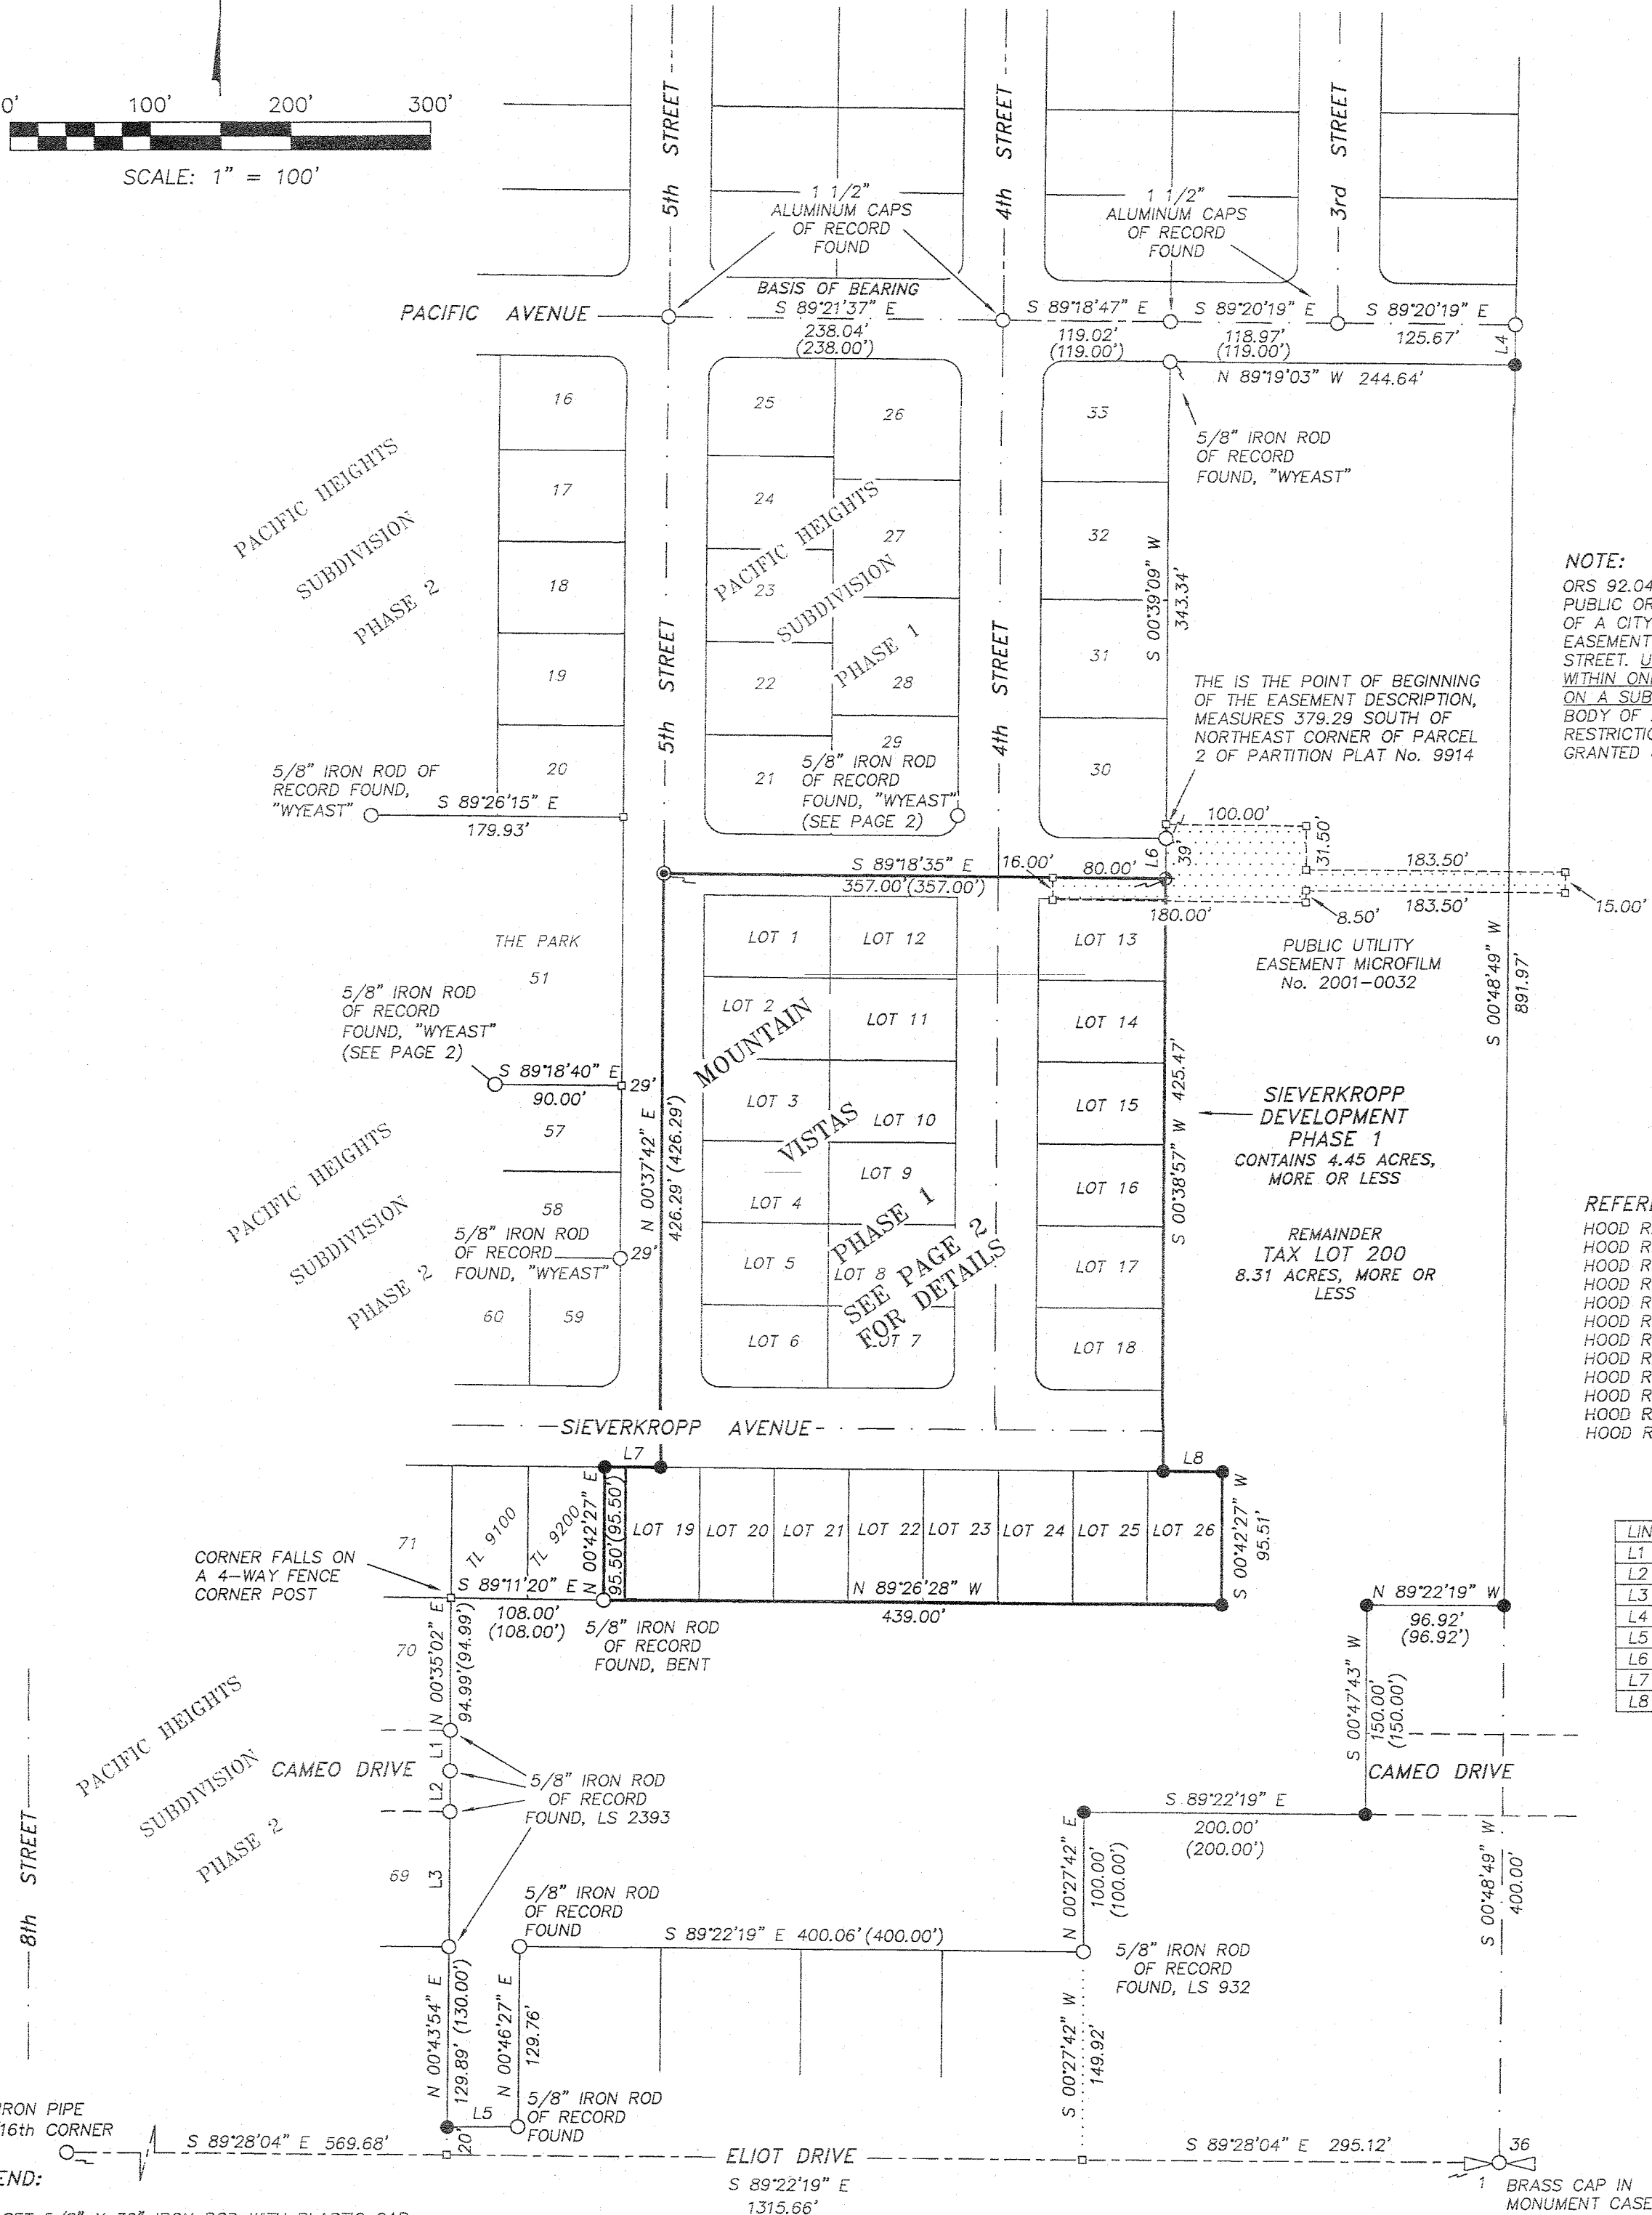 0' 100' 200' 300'
SCALE: 1" = 100'
5th STREET
4th STREET
3rd STREET
1 1/2"
ALUMINUM CAPS
OF RECORD
FOUND
1 1/2"
ALUMINUM CAPS
OF RECORD
FOUND
PACIFIC AVENUE
BASIS OF BEARING
S 89°21'37" E
238.04'
(238.00')
S 89°18'47" E
119.02'
(119.00')
S 89°20'19" E
118.97'
(119.00')
S 89°20'19" E
125.67'
L4
N 89°19'03" W 244.64'
16
17
18
19
20
25
24
23
22
21
26
27
28
29
33
32
31
30
5/8" IRON ROD
OF RECORD
FOUND, "WYEAST"
PACIFIC HEIGHTS
SUBDIVISION
PHASE 2
PACIFIC HEIGHTS
SUBDIVISION
PHASE 1
5th STREET
4th STREET
S 00°39'09" W
343.34'
NOTE:
ORS 92.04
PUBLIC OR
OF A CITY
EASEMENT
STREET.
WITHIN ON
ON A SUB
BODY OF
RESTRICTIO
GRANTED
THE IS THE POINT OF BEGINNING
OF THE EASEMENT DESCRIPTION,
MEASURES 379.29 SOUTH OF
NORTHEAST CORNER OF PARCEL
2 OF PARTITION PLAT No. 9914
5/8" IRON ROD OF
RECORD FOUND,
"WYEAST"
S 89°26'15" E
179.93'
5/8" IRON ROD
OF RECORD
FOUND, "WYEAST"
(SEE PAGE 2)
S 89°18'35" E
357.00'(357.00')
16.00'
80.00'
L6
39'
100.00'
31.50'
183.50'
180.00'
8.50'
183.50'
15.00'
PUBLIC UTILITY
EASEMENT MICROFILM
No. 2001-0032
S 00°48'49" W
891.97'
THE PARK
51
5/8" IRON ROD
OF RECORD
FOUND, "WYEAST"
(SEE PAGE 2)
S 89°18'40" E
90.00'
29'
57
58
5/8" IRON ROD
OF RECORD
FOUND, "WYEAST"
29'
60
59
N 00°37'42" E
426.29' (426.29')
PACIFIC HEIGHTS
SUBDIVISION
PHASE 2
LOT 1
LOT 2
LOT 3
LOT 4
LOT 5
LOT 6
LOT 12
LOT 11
LOT 10
LOT 9
LOT 8
LOT 7
LOT 13
LOT 14
LOT 15
LOT 16
LOT 17
LOT 18
MOUNTAIN
VISTAS
PHASE 1
SEE PAGE 2
FOR DETAILS
S 00°38'57" W 425.47'
SIEVERKROPP
DEVELOPMENT
PHASE 1
CONTAINS 4.45 ACRES,
MORE OR LESS
REMAINDER
TAX LOT 200
8.31 ACRES, MORE OR
LESS
REFERE
HOOD R
HOOD R
HOOD R
HOOD R
HOOD R
HOOD R
HOOD R
HOOD R
HOOD R
HOOD R
HOOD R
HOOD R
SIEVERKROPP AVENUE
L7
L8
71
TL 9100
TL 9200
N 00°42'27" E
95.50'(95.50')
LOT 19 LOT 20 LOT 21 LOT 22 LOT 23 LOT 24 LOT 25 LOT 26
S 00°42'27" W
95.51'
CORNER FALLS ON
A 4-WAY FENCE
CORNER POST
S 89°11'20" E
108.00'
(108.00')
N 89°26'28" W
439.00'
5/8" IRON ROD
OF RECORD
FOUND, BENT
70
N 00°35'02" E
94.99'(94.99')
N 89°22'19" W
96.92'
(96.92')
S 00°47'43" W
150.00'
(150.00')
LIN
L1
L2
L3
L4
L5
L6
L7
L8
PACIFIC HEIGHTS
SUBDIVISION
PHASE 2
CAMEO DRIVE
L1
L2
L3
69
5/8" IRON ROD
OF RECORD
FOUND, LS 2393
CAMEO DRIVE
S 89°22'19" E
200.00'
(200.00')
N 00°27'42" E
100.00'
(100.00')
S 00°48'49" W
400.00'
8th STREET
5/8" IRON ROD
OF RECORD
FOUND
S 89°22'19" E 400.06' (400.00')
5/8" IRON ROD
OF RECORD
FOUND, LS 932
N 00°43'54" E
129.89' (130.00')
N 00°46'27" E
129.76'
S 00°27'42" W
149.92'
L5
20'
5/8" IRON ROD
OF RECORD
FOUND
RON PIPE
16th CORNER
S 89°28'04" E 569.68'
ELIOT DRIVE
S 89°22'19" E
1315.66'
S 89°28'04" E 295.12'
36
1
BRASS CAP IN
MONUMENT CASE
END: